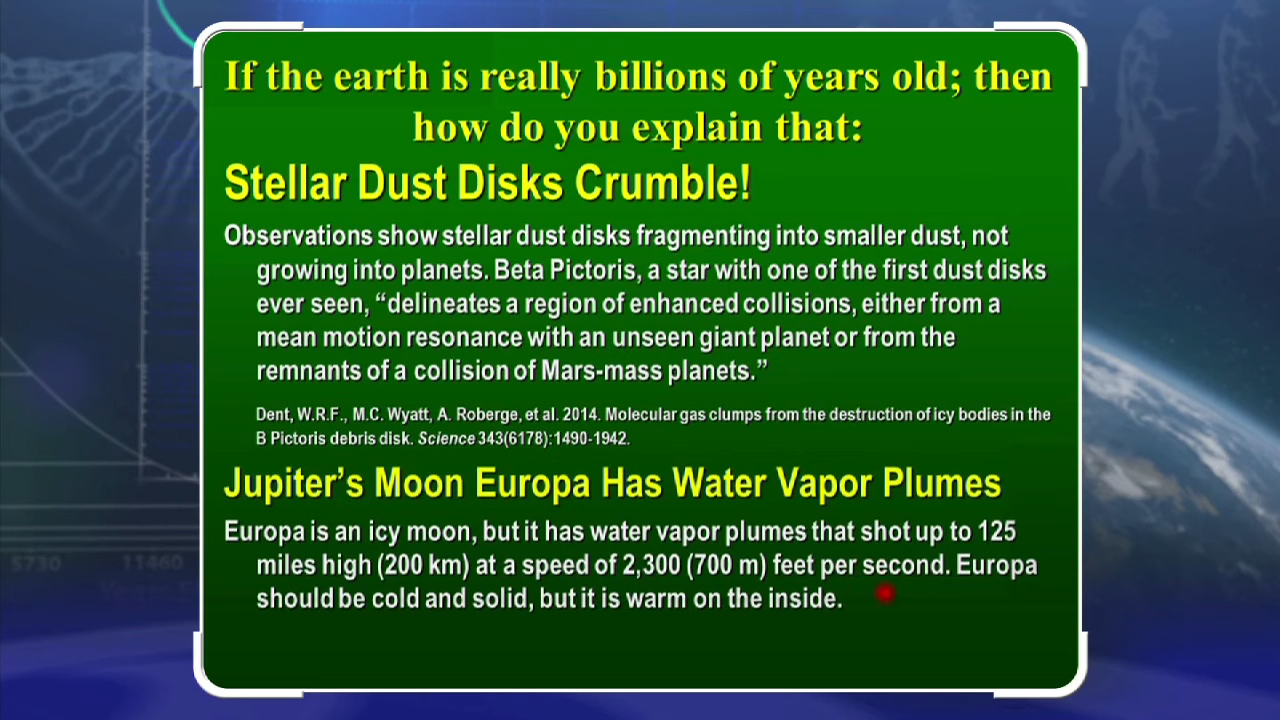 If the earth is really billions of years old; then
how do you explain that:
Stellar Dust Disks Crumble!
Observations show stellar dust disks fragmenting into smaller dust, not
growing into planets. Beta Pictoris, a star with one of the first dust disks
ever seen, “delineates a region of enhanced collisions, either from a
mean motion resonance with an unseen giant planet or from the
remnants of a collision of Mars-mass planets.”
Dent, W.R.F., M.C. Wyatt, A. Roberge, et al. 2014. Molecular gas clumps from the destruction of icy bodies in the
B Pictoris debris disk. Science 343(6178):1490-1942.
Jupiter’s Moon Europa Has Water Vapor Plumes
Europa is an icy moon, but it has water vapor plumes that shot up to 125
miles high (200 km) at a speed of 2,300 (700 m) feet per second. Europa
should be cold and solid, but it is warm on the inside.
5730 11460